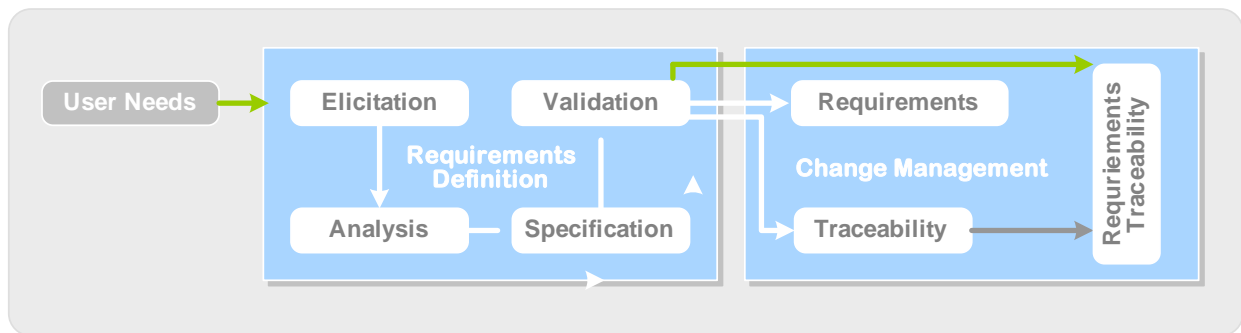 User Needs
Elicitation
Validation
Requirements
Definition
Analysis
Specification
Requirements
Change Management
Traceability
Requriements
Traceability